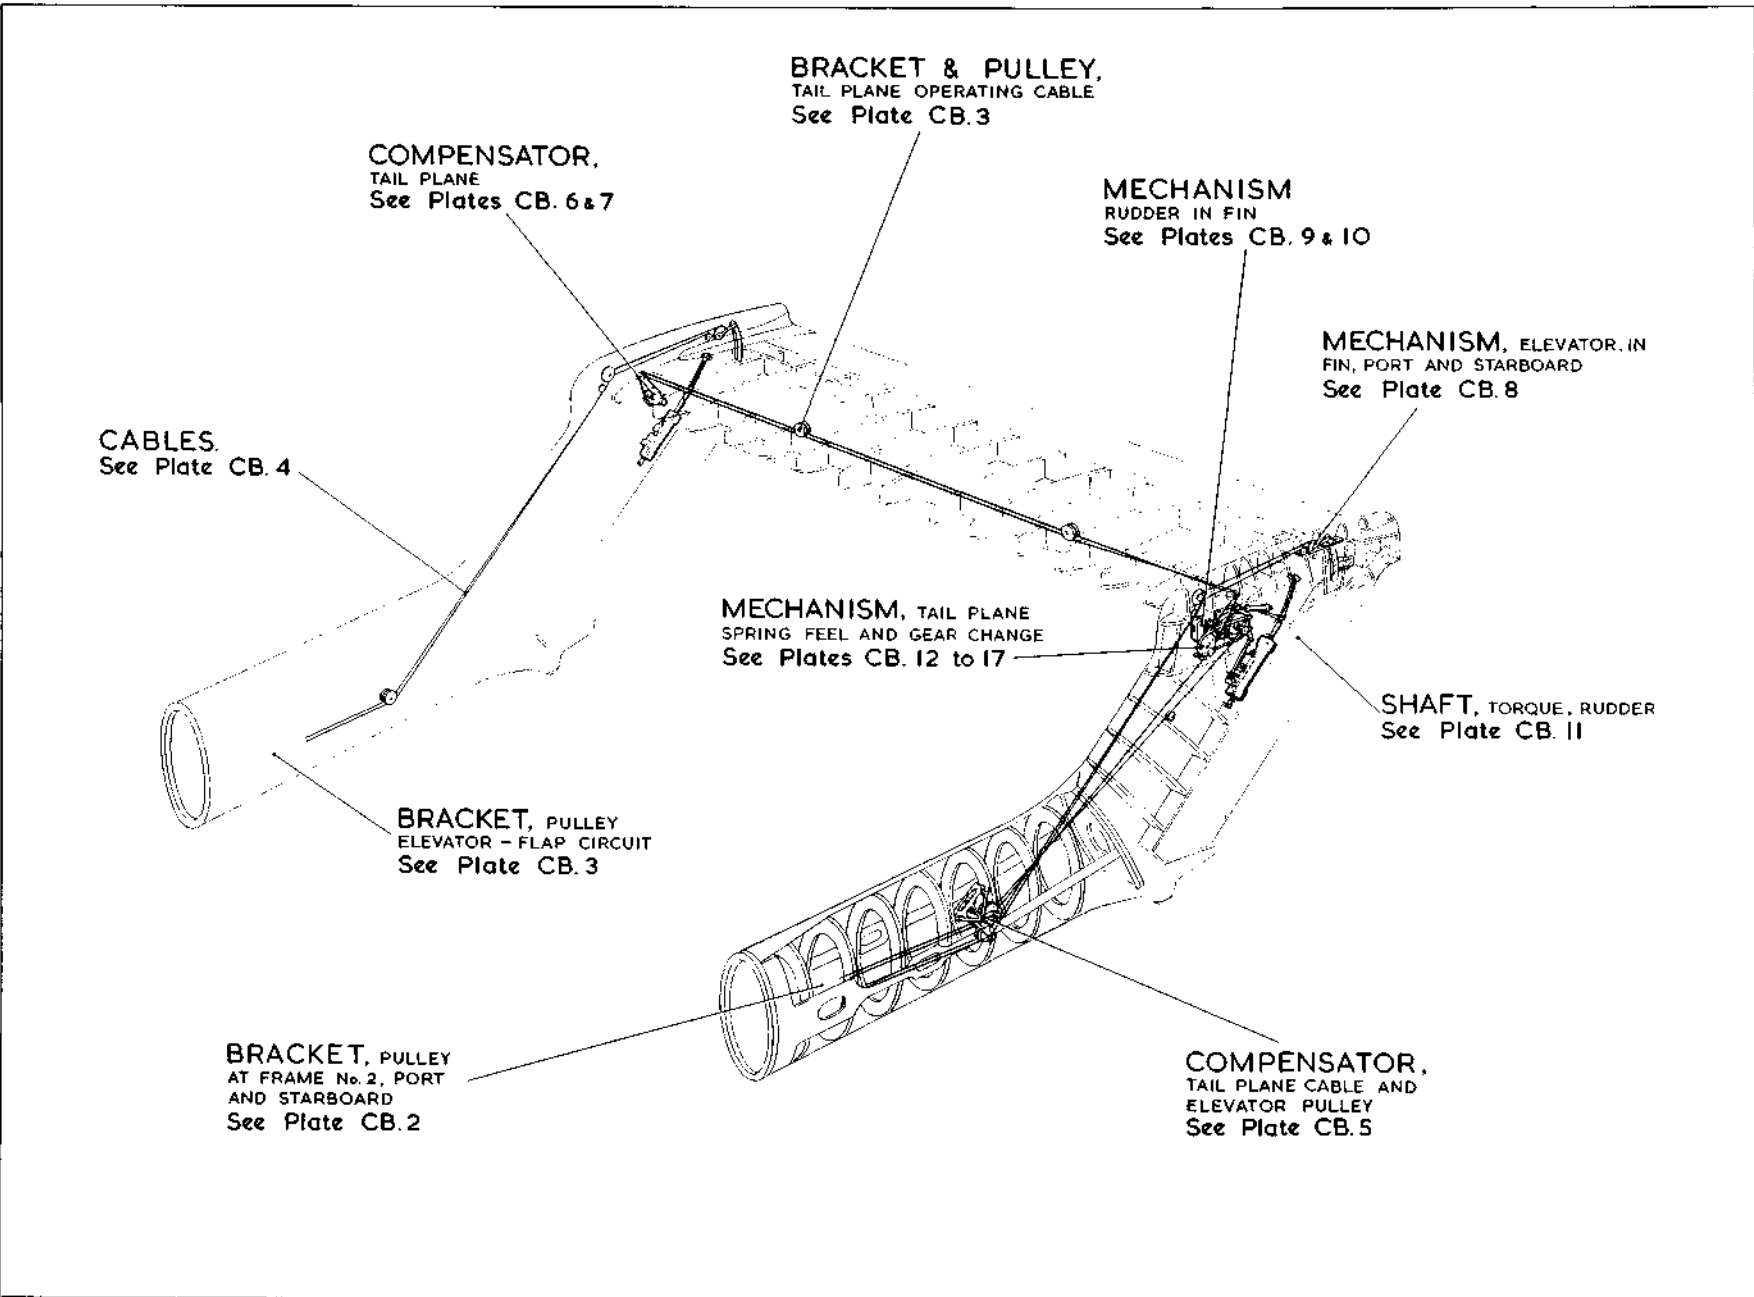 BRACKET & PULLEY,
TAIL PLANE OPERATING CABLE
See Plate CB.3
COMPENSATOR,
TAIL PLANE
See Plates CB. 6 & 7
MECHANISM
RUDDER IN FIN
See Plates CB. 9 & 10
MECHANISM, ELEVATOR, IN
FIN, PORT AND STARBOARD
See Plate CB. 8
CABLES.
See Plate CB. 4
MECHANISM, TAIL PLANE
SPRING FEEL AND GEAR CHANGE
See Plates CB. 12 to 17
SHAFT, TORQUE, RUDDER
See Plate CB. 11
BRACKET, PULLEY
ELEVATOR - FLAP CIRCUIT
See Plate CB. 3
BRACKET, PULLEY
AT FRAME No. 2, PORT
AND STARBOARD
See Plate CB. 2
COMPENSATOR,
TAIL PLANE CABLE AND
ELEVATOR PULLEY
See Plate CB. 5